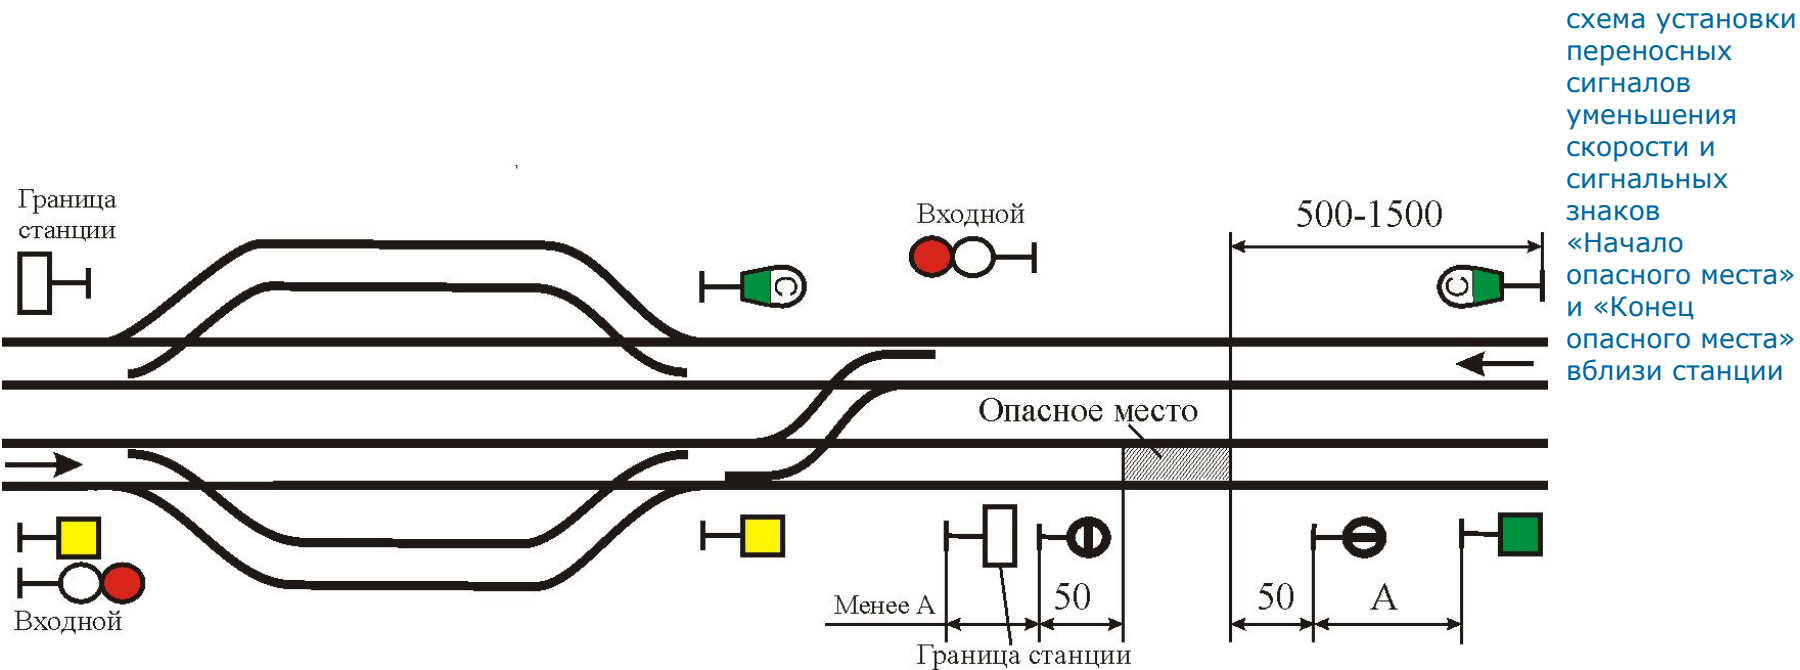 схема установки
переносных
сигналов
уменьшения
скорости и
сигнальных
знаков
«Начало
опасного места»
и «Конец
опасного места»
вблизи станции
Граница
станции
Входной
500-1500
С
С
Опасное место
Входной
Менее А
50
50
А
Граница станции